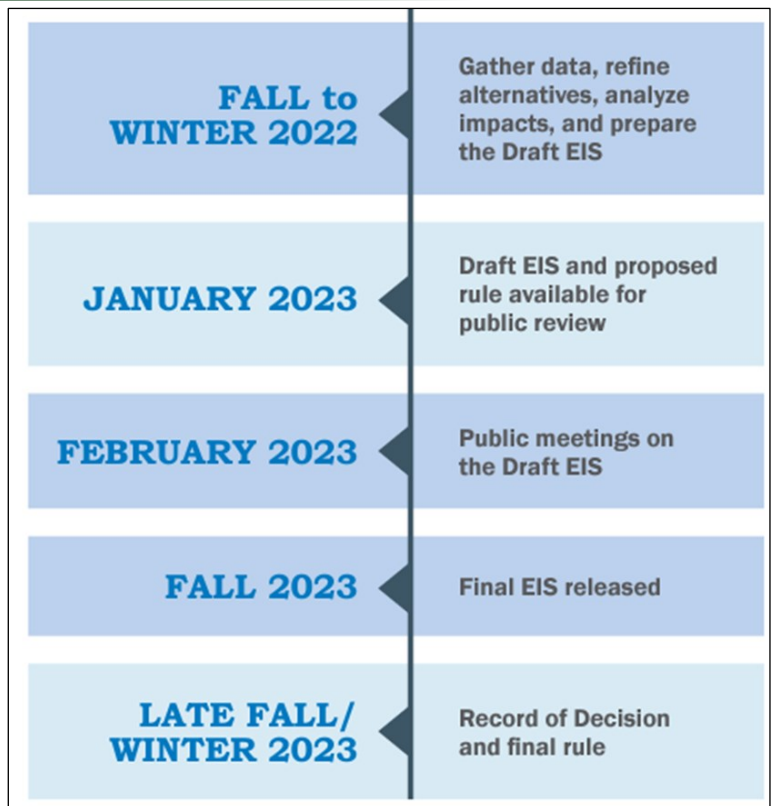 FALL to
WINTER 2022
Gather data, refine
alternatives, analyze
impacts, and prepare
the Draft EIS
JANUARY 2023
Draft EIS and proposed
rule available for
public review
FEBRUARY 2023
Public meetings on
the Draft EIS
FALL 2023
Final EIS released
LATE FALL/
WINTER 2023
Record of Decision
and final rule